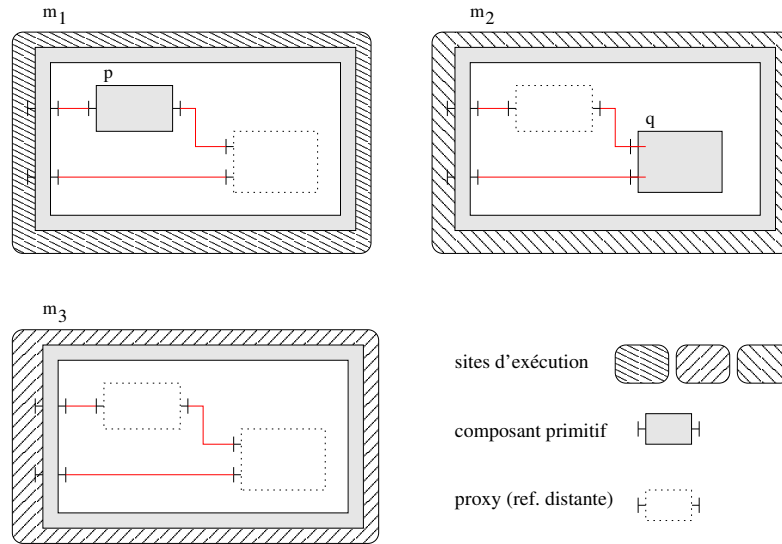 m1
m2
p
q
m3
sites d'exécution
composant primitif
proxy (ref. distante)